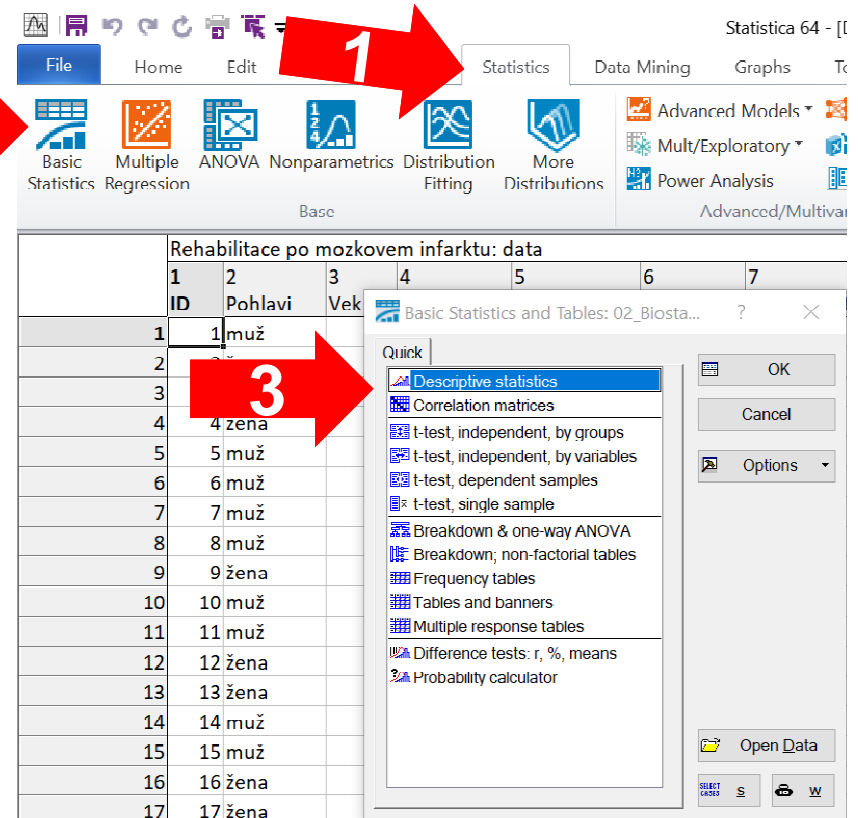 Statistica 64 - [D
File Home Edit Statistics Data Mining Graphs To
1
Basic Statistics
Multiple Regression
ANOVA
Nonparametrics
Distribution Fitting
More Distributions
Base
Advanced Models
Mult/Exploratory
Power Analysis
Advanced/Multivar
Rehabilitace po mozkovem infarktu: data
1 2 3 4 5 6 7
ID Pohlavi Vek
1 1 muž
2
3
4 4 žena
5 5 muž
6 6 muž
7 7 muž
8 8 muž
9 9 žena
10 10 muž
11 11 muž
12 12 žena
13 13 žena
14 14 muž
15 15 muž
16 16 žena
17 17 žena
3
Basic Statistics and Tables: 02_Biosta... ?
Quick
Descriptive statistics
Correlation matrices
t-test, independent, by groups
t-test, independent, by variables
t-test, dependent samples
t-test, single sample
Breakdown & one-way ANOVA
Breakdown; non-factorial tables
Frequency tables
Tables and banners
Multiple response tables
Difference tests: r, %, means
Probability calculator
OK
Cancel
Options
Open Data
SELECT CASES S W